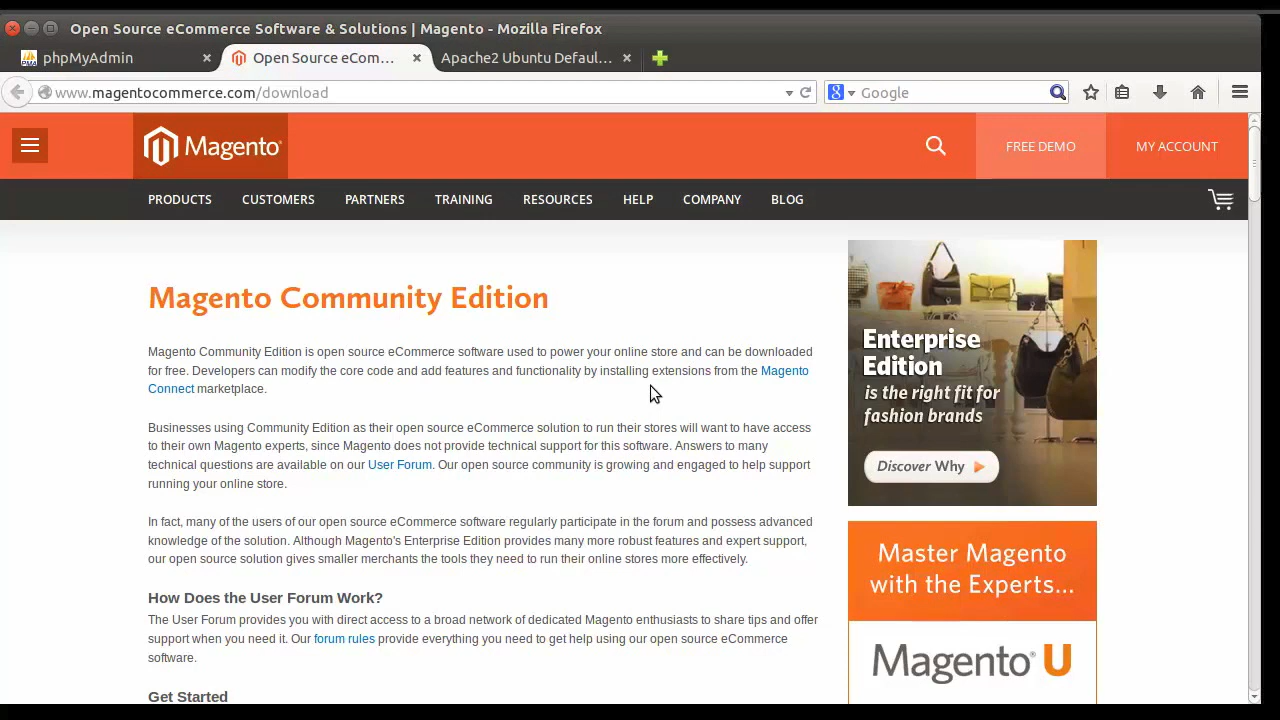 Open Source eCommerce Software & Solutions | Magento - Mozilla Firefox
phpMyAdmin
Open Source eCom...
Apache2 Ubuntu Defaul...
www.magentocommerce.com/download
Google
Magento
FREE DEMO
MY ACCOUNT
PRODUCTS
CUSTOMERS
PARTNERS
TRAINING
RESOURCES
HELP
COMPANY
BLOG
Magento Community Edition
Magento Community Edition is open source eCommerce software used to power your online store and can be downloaded
for free. Developers can modify the core code and add features and functionality by installing extensions from the Magento
Connect marketplace.
Businesses using Community Edition as their open source eCommerce solution to run their stores will want to have access
to their own Magento experts, since Magento does not provide technical support for this software. Answers to many
technical questions are available on our User Forum. Our open source community is growing and engaged to help support
running your online store.
In fact, many of the users of our open source eCommerce software regularly participate in the forum and possess advanced
knowledge of the solution. Although Magento's Enterprise Edition provides many more robust features and expert support,
our open source solution gives smaller merchants the tools they need to run their online stores more effectively.
How Does the User Forum Work?
The User Forum provides you with direct access to a broad network of dedicated Magento enthusiasts to share tips and offer
support when you need it. Our forum rules provide everything you need to get help using our open source eCommerce
software.
Get Started
Enterprise
Edition
is the right fit for
fashion brands
Discover Why
Master Magento
with the Experts...
Magento® U